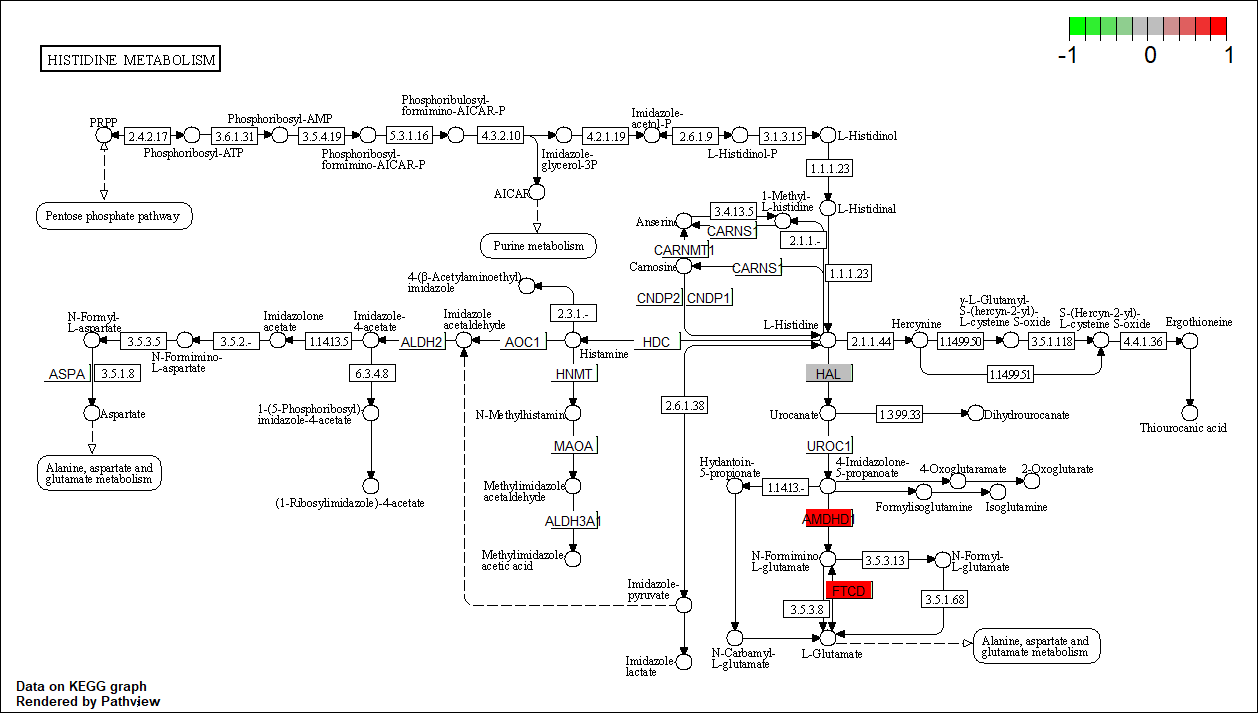 -1 0 1
HISTIDINE METABOLISM
PRPP
Phosphoribosyl-AMP
Phosphoribulosyl-
formimino-AICAR-P
Imidazole-
acetol-P
2.4.2.17
3.6.1.31
3.5.4.19
5.3.1.16
4.3.2.10
4.2.1.19
2.6.1.9
3.1.3.15
L-Histidinol
Phosphoribosyl-ATP
Phosphoribosyl-
formimino-AICAR-P
Imidazole-
glycerol-3P
L-Histidinol-P
1.1.1.23
AICAR
Pentose phosphate pathway
Purine metabolism
1-Methyl-
L-histidine
L-Histidinal
Anserine
3.4.13.5
CARNS1
2.1.1.-
CARNMT1
Carnosine
CARNS1
1.1.1.23
CNDP2
CNDP1
4-(β-Acetylaminoethyl)
imidazole
2.3.1.-
N-Formyl-
L-aspartate
Imidazolone
acetate
Imidazole-
4-acetate
Imidazole
acetaldehyde
L-Histidine
Hercynine
γ-L-Glutamyl-
S-(hercyn-2-yl)-
L-cysteine S-oxide
S-(Hercyn-2-yl)-
L-cysteine S-oxide
Ergothioneine
3.5.3.5
3.5.2.-
1.14.13.5
ALDH2
AOC1
HDC
2.1.1.44
1.14.99.50
3.5.1.118
4.4.1.36
N-Formimino-
L-aspartate
Histamine
ASPA
3.5.1.8
6.3.4.8
HNMT
HAL
1.14.99.51
Aspartate
1-(5-Phosphoribosyl)-
imidazole-4-acetate
N-Methylhistamine
2.6.1.38
Urocanate
1.3.99.33
Dihydrourocanate
Thiourocanic acid
MAOA
UROC1
Alanine, aspartate and
glutamate metabolism
(1-Ribosylimidazole)-4-acetate
Methylimidazole
acetaldehyde
Hydantoin-
5-propionate
4-Imidazolone-
5-propanoate
4-Oxoglutaramate
2-Oxoglutarate
1.14.13.-
Formylisoglutamine
Isoglutamine
ALDH3A1
AMDHD1
Methylimidazole
acetic acid
N-Formimino
L-glutamate
3.5.3.13
N-Formyl-
L-glutamate
Imidazole-
pyruvate
FTCD
3.5.3.8
3.5.1.68
Imidazole
lactate
N-Carbamyl-
L-glutamate
L-Glutamate
Alanine, aspartate and
glutamate metabolism
Data on KEGG graph
Rendered by Pathview